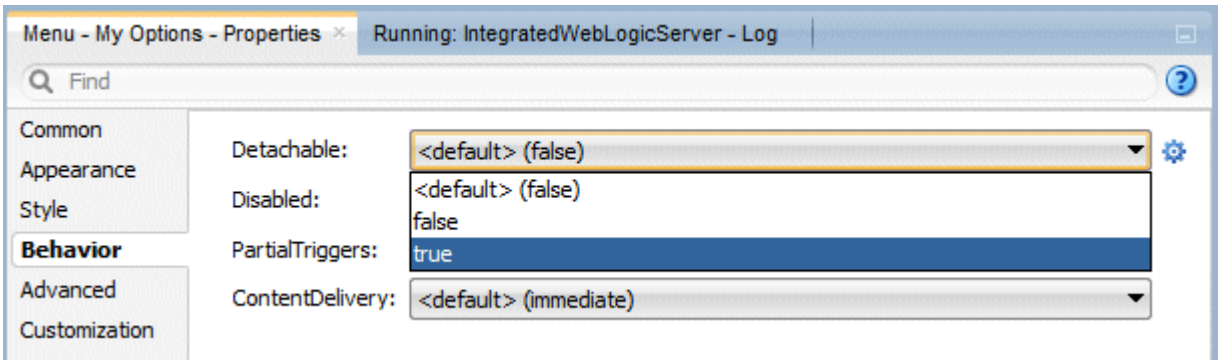 Menu - My Options - Properties × Running: IntegratedWebLogicServer - Log
Find
?
Common
Appearance
Style
Behavior
Advanced
Customization
Detachable: <default> (false)
<default> (false)
Disabled:
false
PartialTriggers: true
ContentDelivery: <default> (immediate)